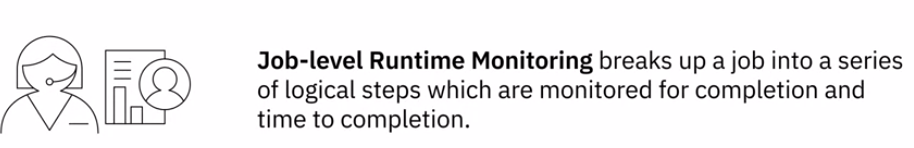 Job-level Runtime Monitoring breaks up a job into a series
of logical steps which are monitored for completion and
time to completion.